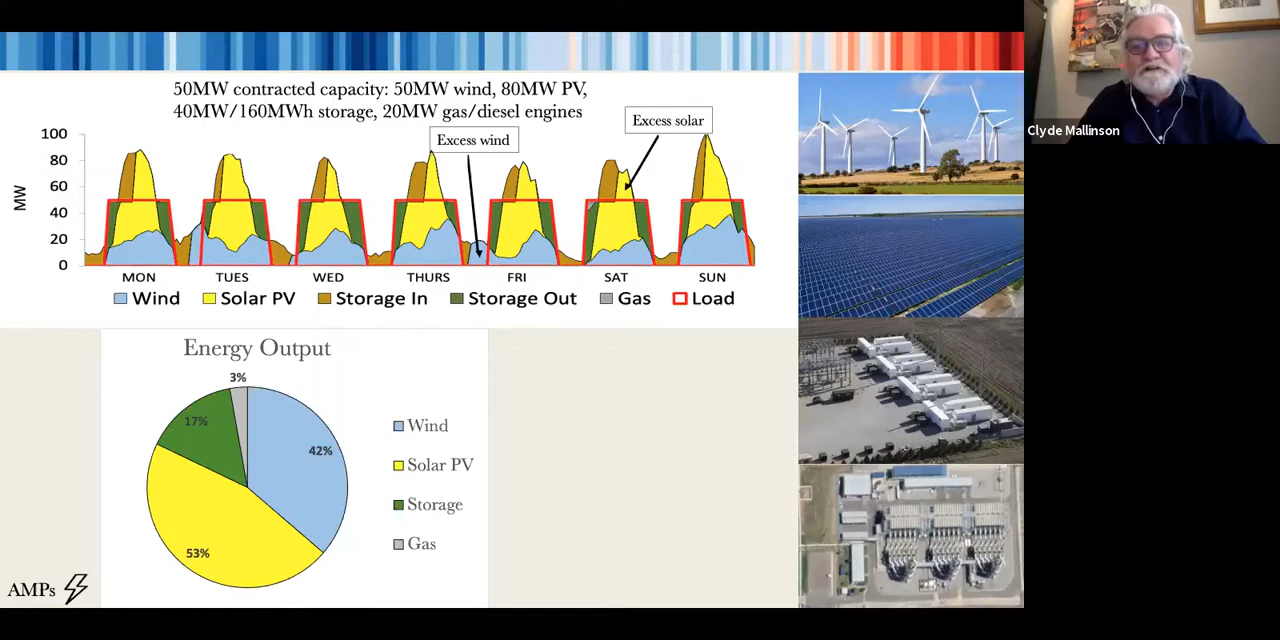 50MW contracted capacity: 50MW wind, 80MW PV,
40MW/160MWh storage, 20MW gas/diesel engines
Excess solar
Excess wind
MW
100
80
60
40
20
0
MON TUES WED THURS FRI SAT SUN
Wind Solar PV Storage In Storage Out Gas Load
Energy Output
3%
17%
42%
53%
Wind
Solar PV
Storage
Gas
AMPs
Clyde Mallinson